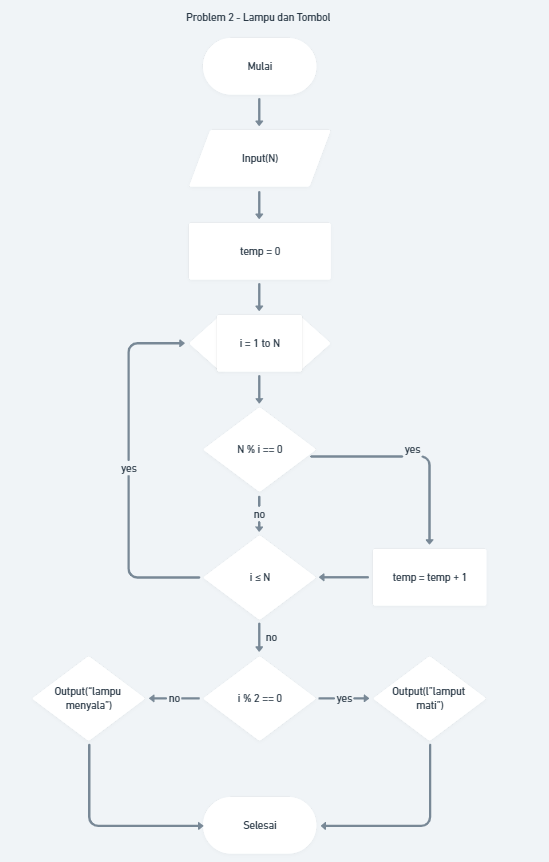 Problem 2 - Lampu dan Tombol
Mulai
Input(N)
temp = 0
i = 1 to N
N % i == 0
yes
yes
no
i ≤ N
temp = temp + 1
no
Output("lampu
menyala")
no
i % 2 == 0
yes
Output(l"lamput
mati")
Selesai